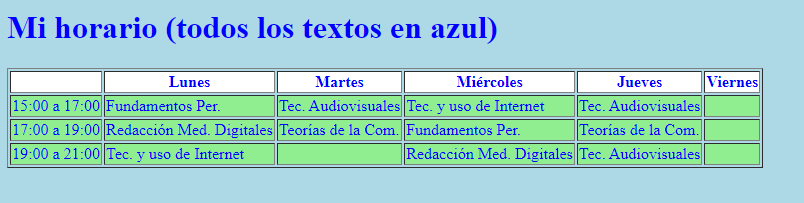 Mi horario (todos los textos en azul)
Lunes Martes Miércoles Jueves Viernes
15:00 a 17:00 Fundamentos Per. Tec. Audiovisuales Tec. y uso de Internet Tec. Audiovisuales
17:00 a 19:00 Redacción Med. Digitales Teorías de la Com. Fundamentos Per. Teorías de la Com.
19:00 a 21:00 Tec. y uso de Internet Redacción Med. Digitales Tec. Audiovisuales